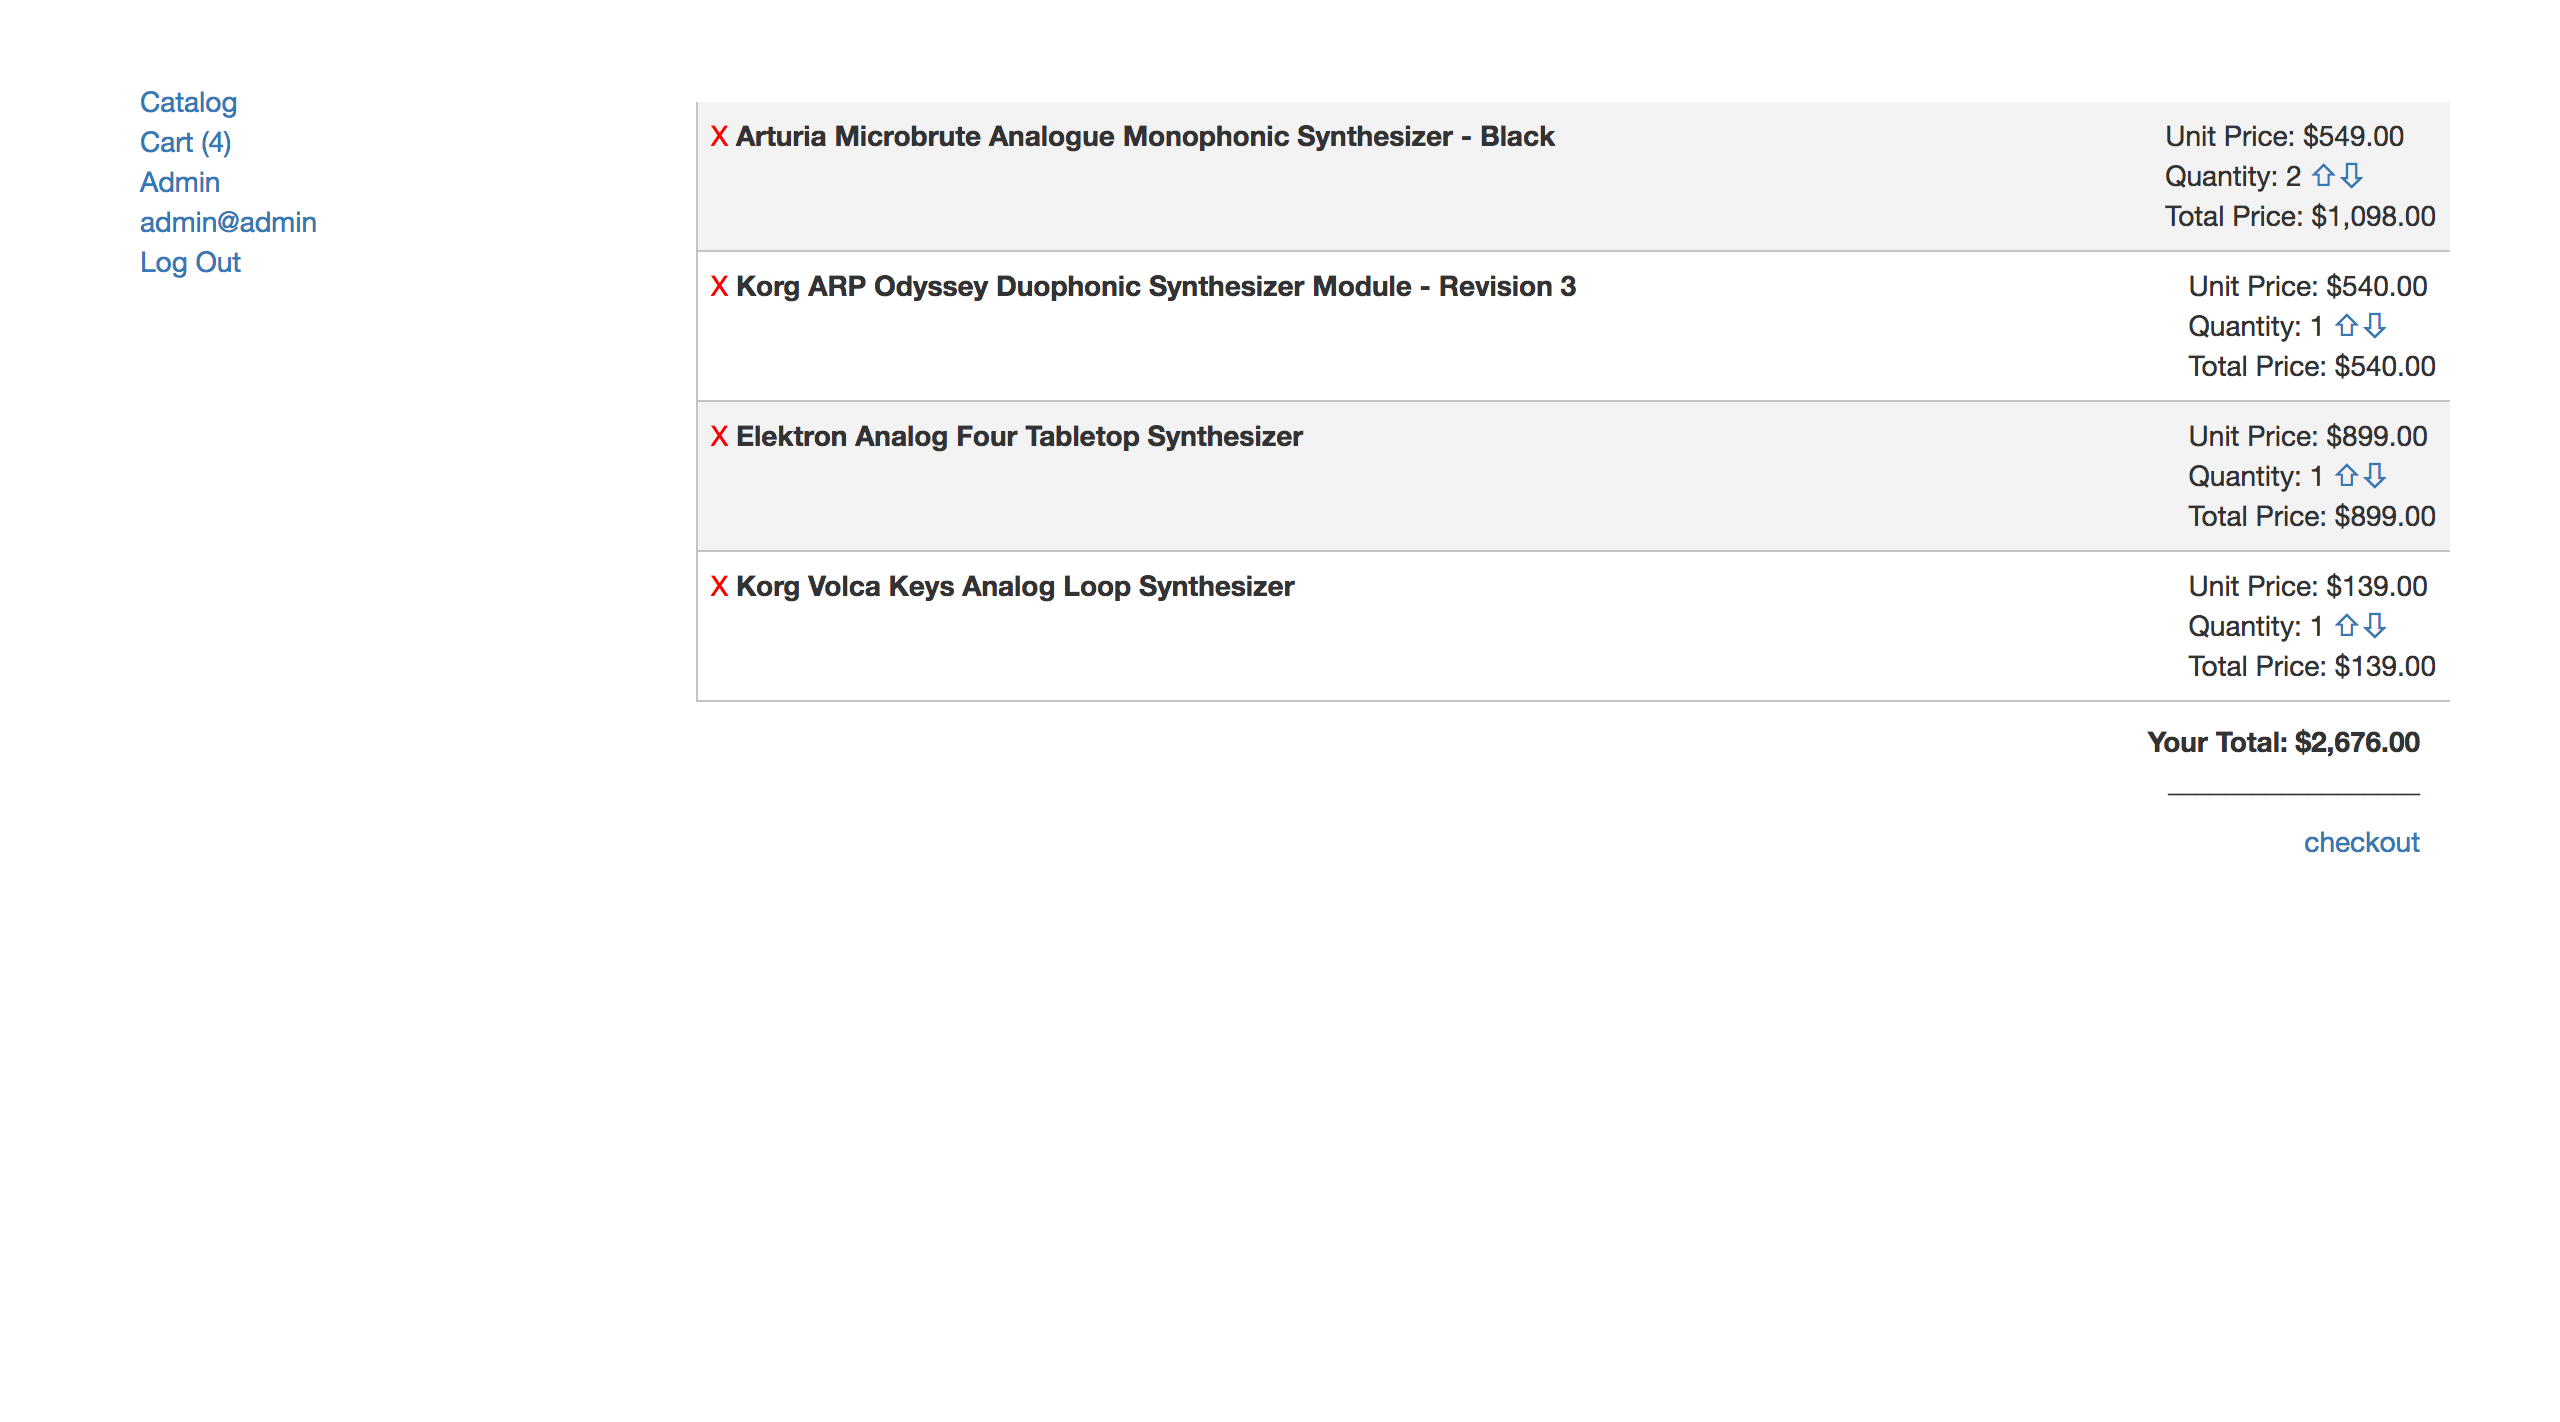 Catalog
Cart (4)
Admin
admin@admin
Log Out
X Arturia Microbrute Analogue Monophonic Synthesizer - Black
Unit Price: $549.00
Quantity: 2 ⇧⇩
Total Price: $1,098.00
X Korg ARP Odyssey Duophonic Synthesizer Module - Revision 3
Unit Price: $540.00
Quantity: 1 ⇧⇩
Total Price: $540.00
X Elektron Analog Four Tabletop Synthesizer
Unit Price: $899.00
Quantity: 1 ⇧⇩
Total Price: $899.00
X Korg Volca Keys Analog Loop Synthesizer
Unit Price: $139.00
Quantity: 1 ⇧⇩
Total Price: $139.00
Your Total: $2,676.00
checkout